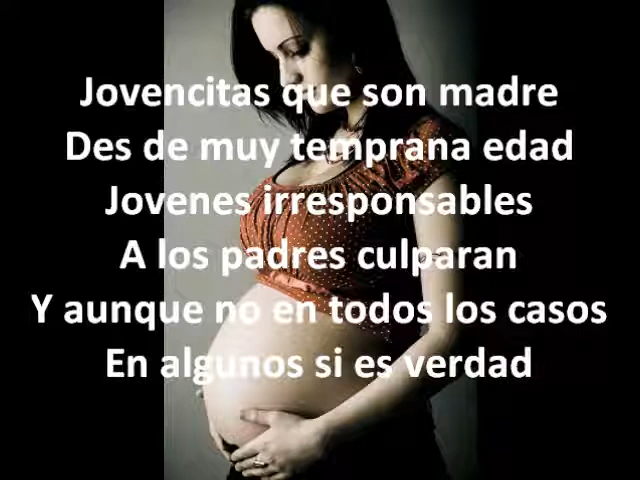 Jovencitas que son madre
Des de muy temprana edad
Jovenes irresponsables
A los padres culparan
Y aunque no en todos los casos
En algunos si es verdad